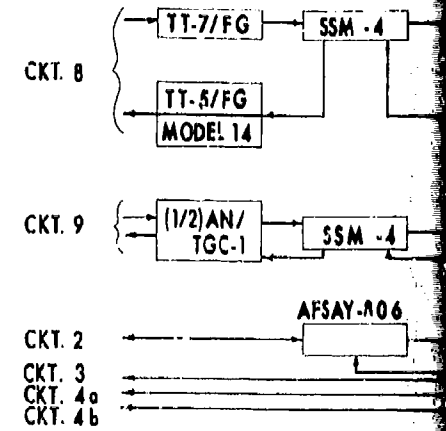 TT-7/FG
SSM-4
CKT. 8
TT-5/FG
MODEL 14
CKT. 9
(1/2)AN/
TGC-1
SSM-4
AFSAY-806
CKT. 2
CKT. 3
CKT. 4a
CKT. 4b